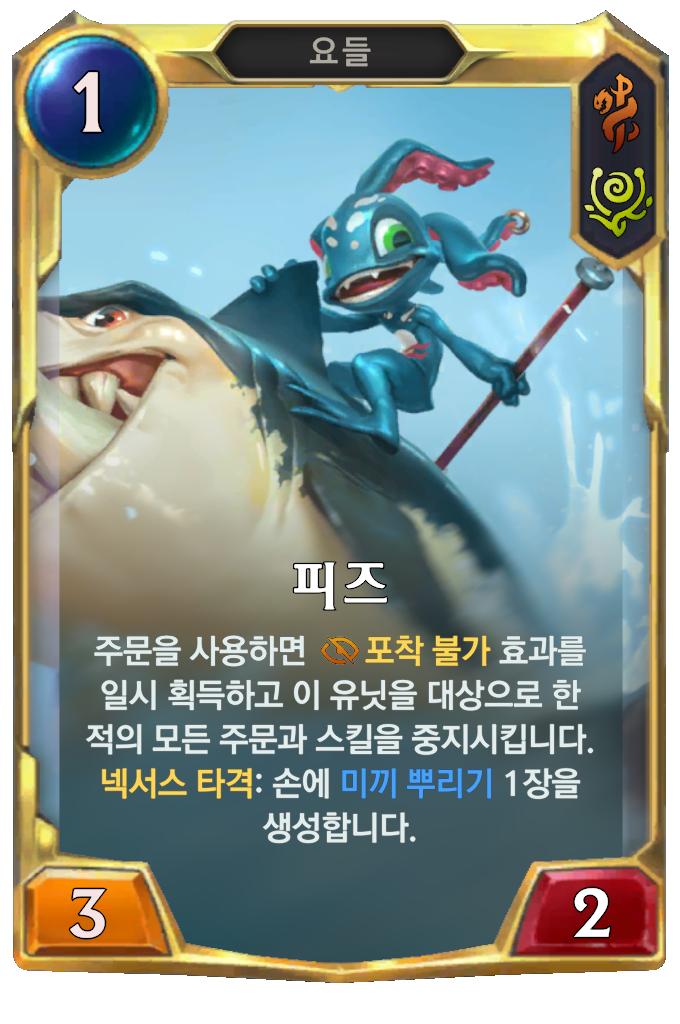 요들
1
피즈
주문을 사용하면 포착 불가 효과를
일시 획득하고 이 유닛을 대상으로 한
적의 모든 주문과 스킬을 중지시킵니다.
넥서스 타격: 손에 미끼 뿌리기 1장을
생성합니다.
3
2